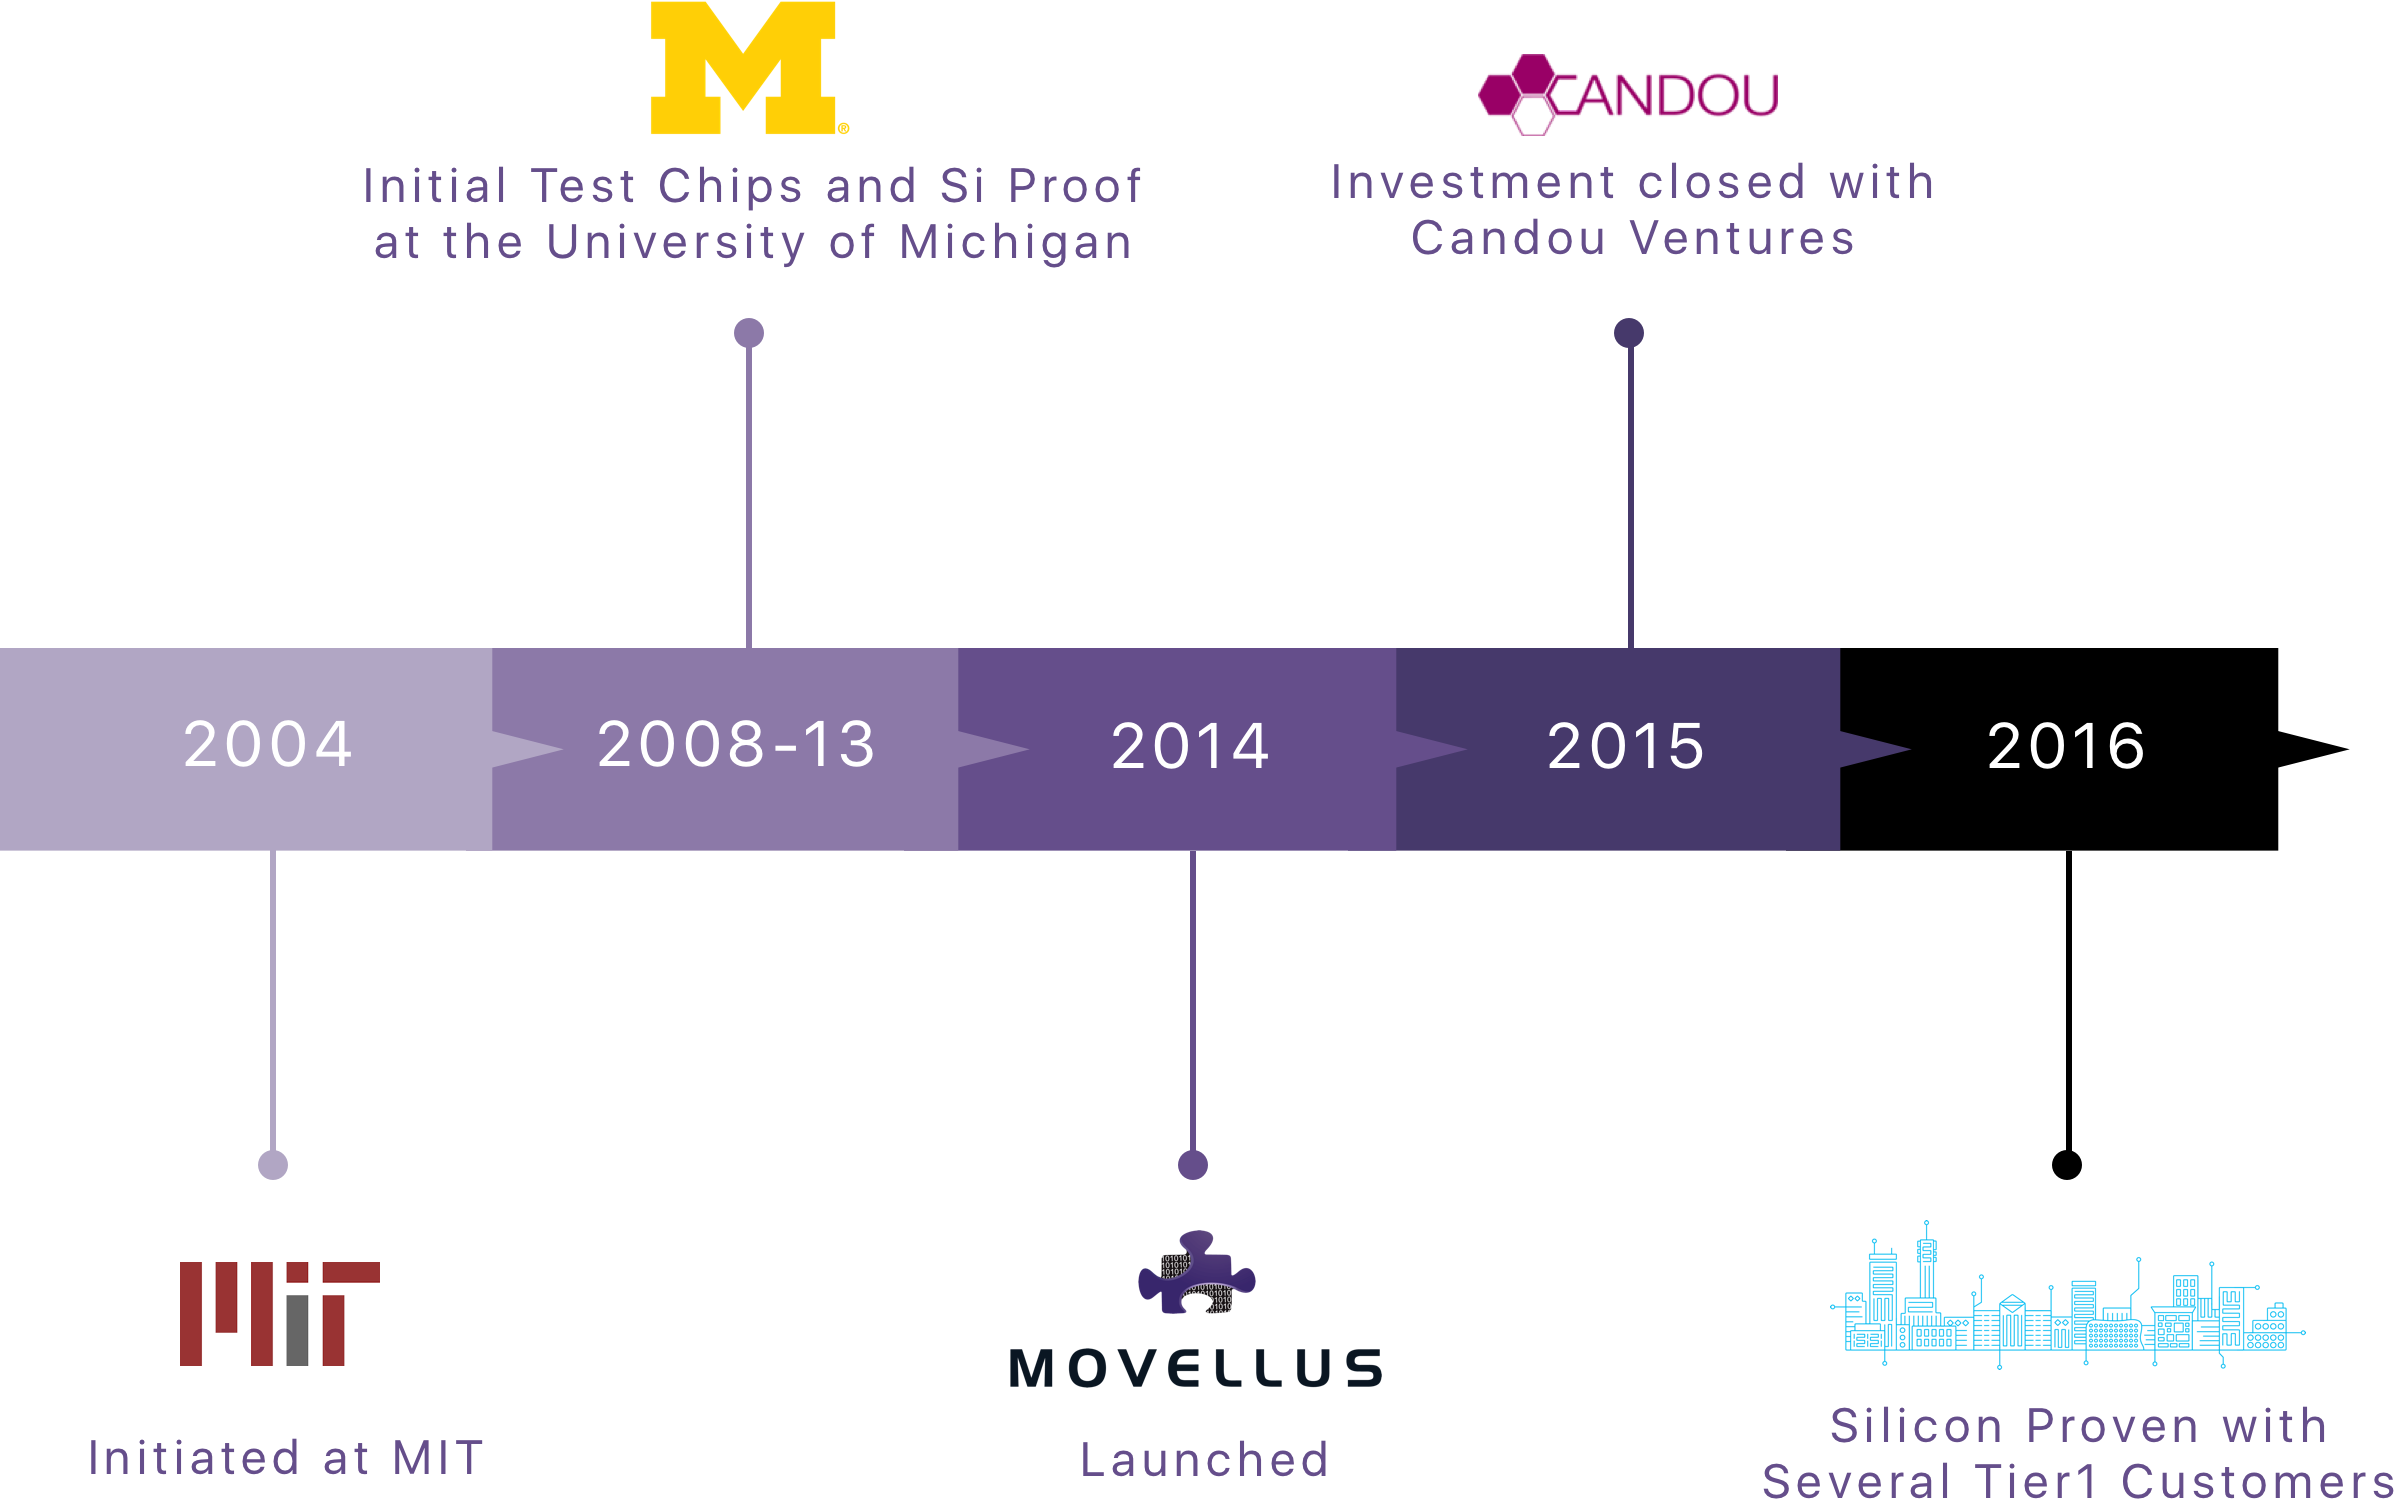 M®
CANDOU
Initial Test Chips and Si Proof
at the University of Michigan
Investment closed with
Candou Ventures
2004
2008-13
2014
2015
2016
MIT
Initiated at MIT
MOVELLUS
Launched
Silicon Proven with
Several Tier1 Customers